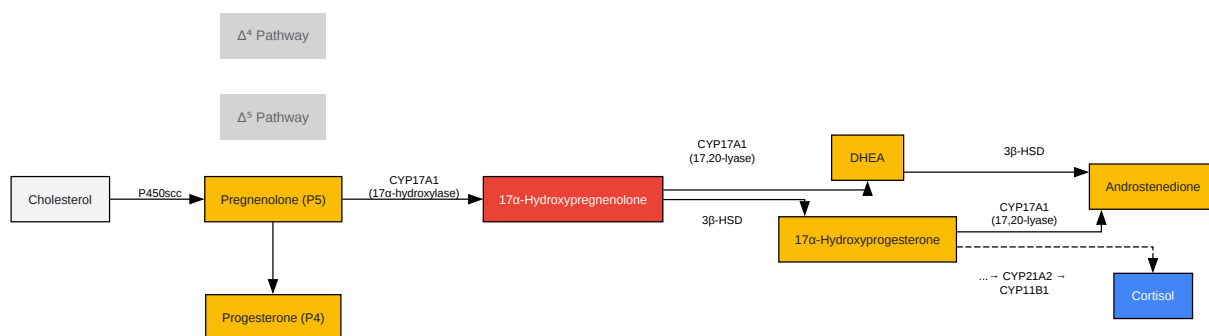 Δ⁴ Pathway
Δ⁵ Pathway
CYP17A1
(17,20-lyase)
DHEA
3β-HSD
Cholesterol
P450scc
Pregnenolone (P5)
CYP17A1
(17α-hydroxylase)
17α-Hydroxypregnenolone
Androstenedione
3β-HSD
17α-Hydroxyprogesterone
CYP17A1
(17,20-lyase)
...→ CYP21A2 →
CYP11B1
Cortisol
Progesterone (P4)